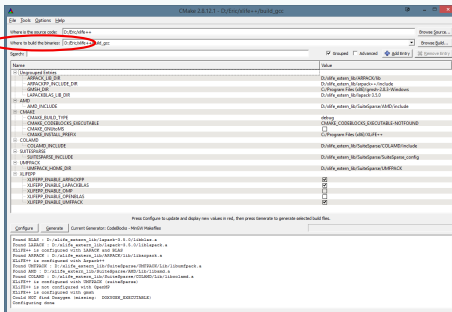 CMake 2.8.12.1 - D:/Eric/xlife++
File Tools Options Help
Where is the source code: D:/Eric/xlife++
Browse Source...
Where to build the binaries: D:/Eric/xlife++/build_gcc
Browse Build...
Search:
Grouped Advanced Add Entry Remove Entry
Name Value
Ungrouped Entries
ARPACK_LIB_DIR D:/xlife_extern_lib/ARPACK/lib
ARPACKPP_INCLUDE_DIR D:/xlife_extern_lib/arpack++/include
GMSH_DIR C:/Program Files (x86)/gmsh-2.8.3-Windows
LAPACKBLAS_LIB_DIR D:/xlife_extern_lib/lapack-3.5.0
AMD
AMD_INCLUDE D:/xlife_extern_lib/SuiteSparse/AMD/Include
CMAKE
CMAKE_BUILD_TYPE debug
CMAKE_CODEBLOCKS_EXECUTABLE CMAKE_CODEBLOCKS_EXECUTABLE-NOTFOUND
CMAKE_GNUtoMS
CMAKE_INSTALL_PREFIX C:/Program Files (x86)/XLiFE++
COLAMD
COLAMD_INCLUDE D:/xlife_extern_lib/SuiteSparse/COLAMD/Include
SUITESPARSE
SUITESPARSE_INCLUDE D:/xlife_extern_lib/SuiteSparse/SuiteSparse_config
UMFPACK
UMFPACK_HOME_DIR D:/xlife_extern_lib/SuiteSparse/UMFPACK
XLIFEPP
XLIFEPP_ENABLE_ARPACKPP
XLIFEPP_ENABLE_LAPACKBLAS
XLIFEPP_ENABLE_OMP
XLIFEPP_ENABLE_OPENBLAS
XLIFEPP_ENABLE_UMFPACK
Press Configure to update and display new values in red, then press Generate to generate selected build files.
Configure Generate Current Generator: CodeBlocks - MinGW Makefiles
Found BLAS : D:/xlife_extern_lib/lapack-3.5.0/libblas.a
Found LAPACK : D:/xlife_extern_lib/lapack-3.5.0/liblapack.a
XLiFE++ is configured with LAPACK and BLAS
Found ARPACK : D:/xlife_extern_lib/ARPACK/lib/libarpack.a
XLiFE++ is configured with Arpack++
Found UMFPACK : D:/xlife_extern_lib/SuiteSparse/UMFPACK/Lib/libumfpack.a
Found AMD : D:/xlife_extern_lib/SuiteSparse/AMD/Lib/libamd.a
Found COLAMD : D:/xlife_extern_lib/SuiteSparse/COLAMD/Lib/libcolamd.a
XLiFE++ is configured with UMFPACK (suitesparse)
XLiFE++ is not configured with OpenMP
XLiFE++ is configured with gmsh
Could NOT find Doxygen (missing: DOXYGEN_EXECUTABLE)
Configuring done